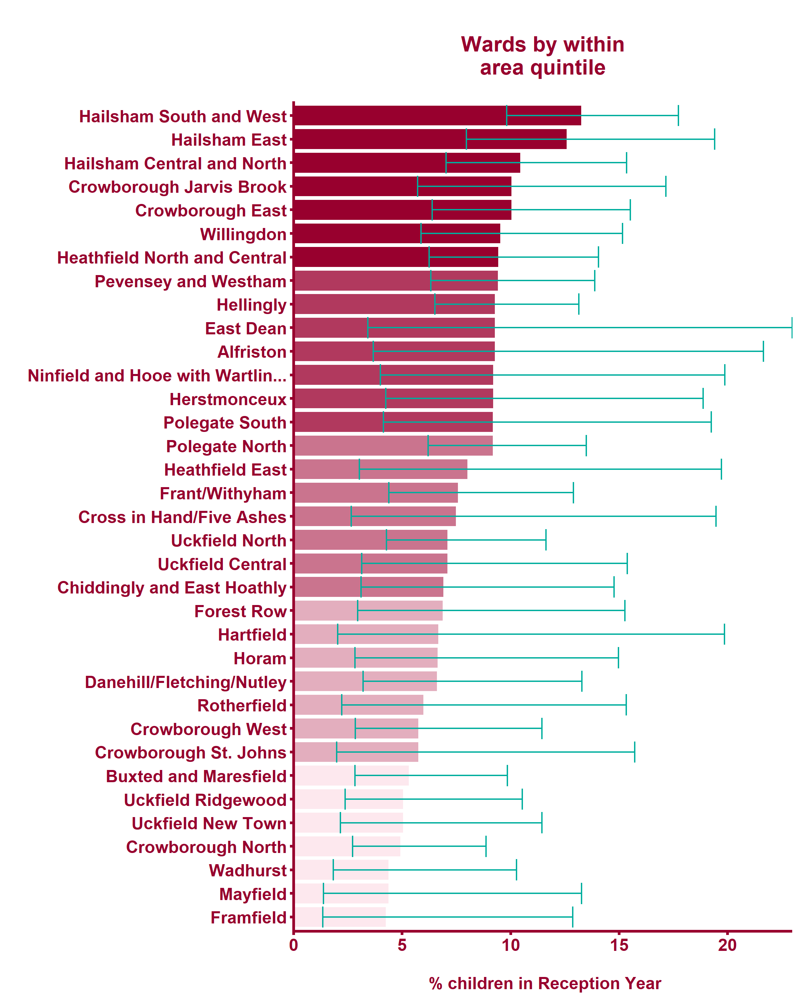 Wards by within
area quintile
Hailsham South and West
Hailsham East
Hailsham Central and North
Crowborough Jarvis Brook
Crowborough East
Willingdon
Heathfield North and Central
Pevensey and Westham
Hellingly
East Dean
Alfriston
Ninfield and Hooe with Wartlin...
Herstmonceux
Polegate South
Polegate North
Heathfield East
Frant/Withyham
Cross in Hand/Five Ashes
Uckfield North
Uckfield Central
Chiddingly and East Hoathly
Forest Row
Hartfield
Horam
Danehill/Fletching/Nutley
Rotherfield
Crowborough West
Crowborough St. Johns
Buxted and Maresfield
Uckfield Ridgewood
Uckfield New Town
Crowborough North
Wadhurst
Mayfield
Framfield
0 5 10 15 20
% children in Reception Year